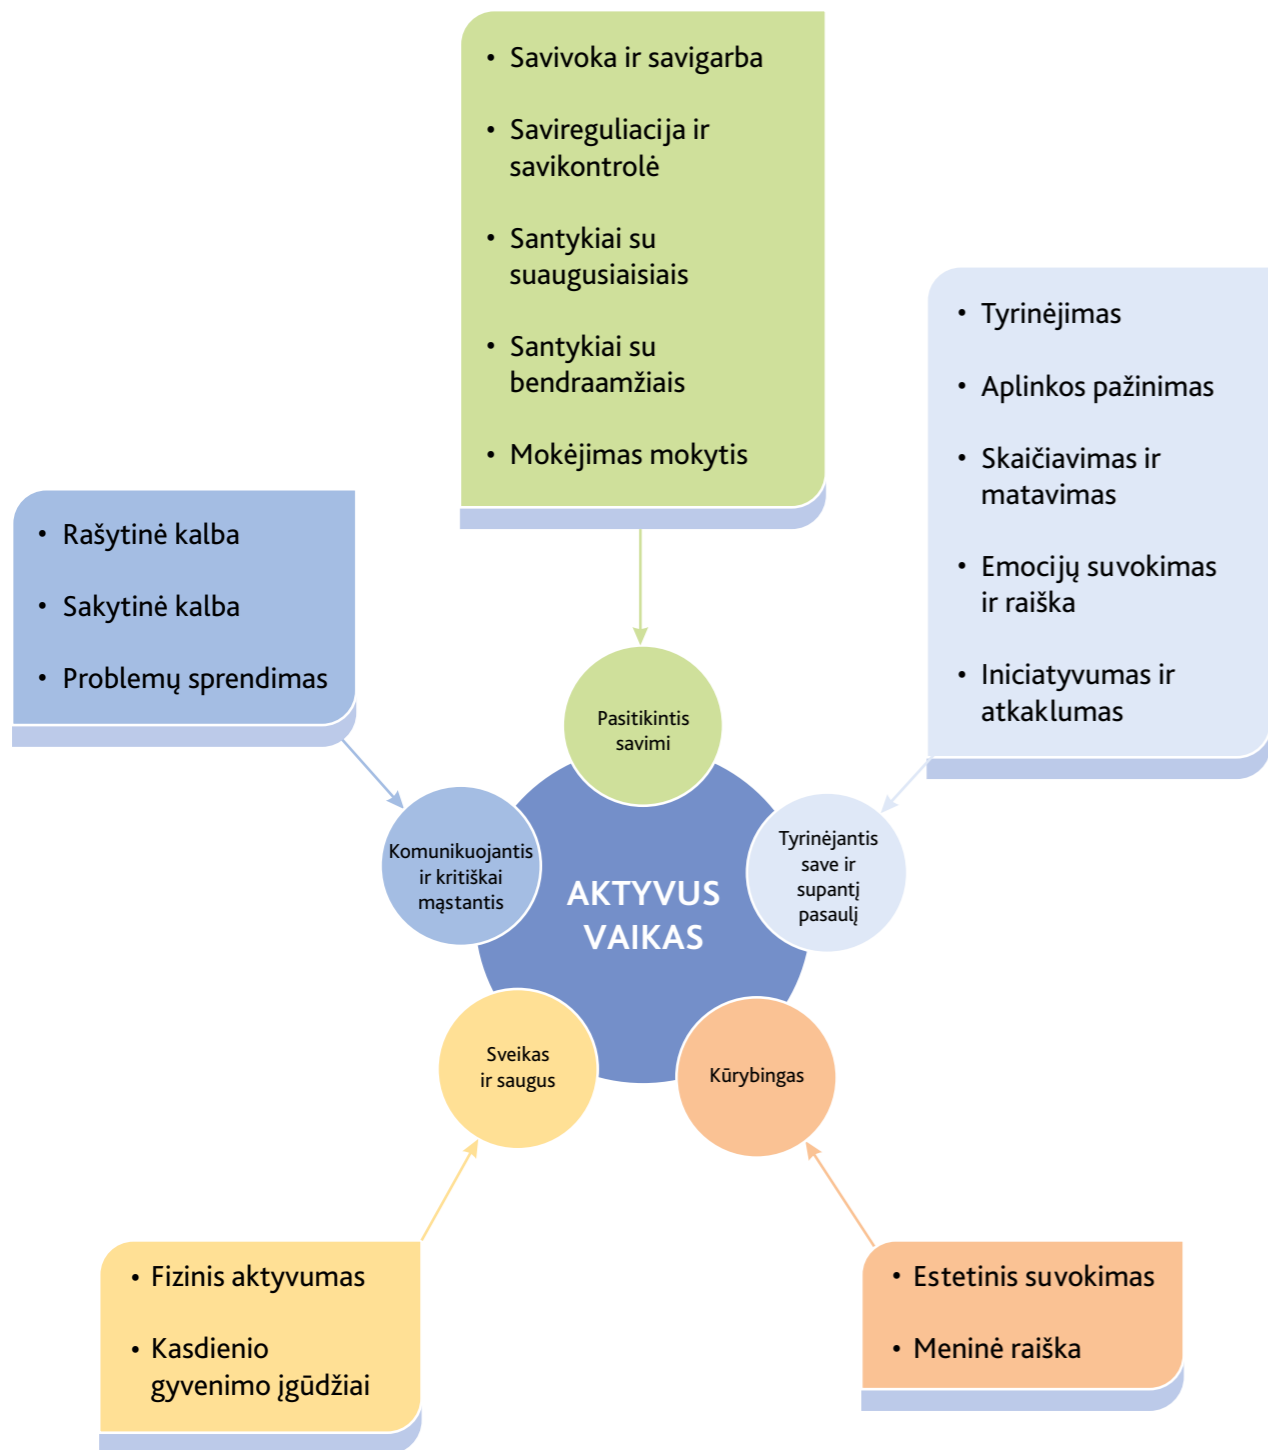 • Savivoka ir savigarba
• Savireguliacija ir
savikontrolė
• Santykiai su
suaugusiaisiais
• Santykiai su
bendraamžiais
• Mokėjimas mokytis
• Tyrinėjimas
• Aplinkos pažinimas
• Skaičiavimas ir
matavimas
• Emocijų suvokimas
ir raiška
• Iniciatyvumas ir
atkaklumas
• Rašytinė kalba
• Sakytinė kalba
• Problemų sprendimas
Pasitikintis
savimi
Komunikuojantis
ir kritiškai
mąstantis
Tyrinėjantis
save ir
supantį
pasaulį
AKTYVUS
VAIKAS
Sveikas
ir saugus
Kūrybingas
• Fizinis aktyvumas
• Kasdienio
gyvenimo įgūdžiai
• Estetinis suvokimas
• Meninė raiška